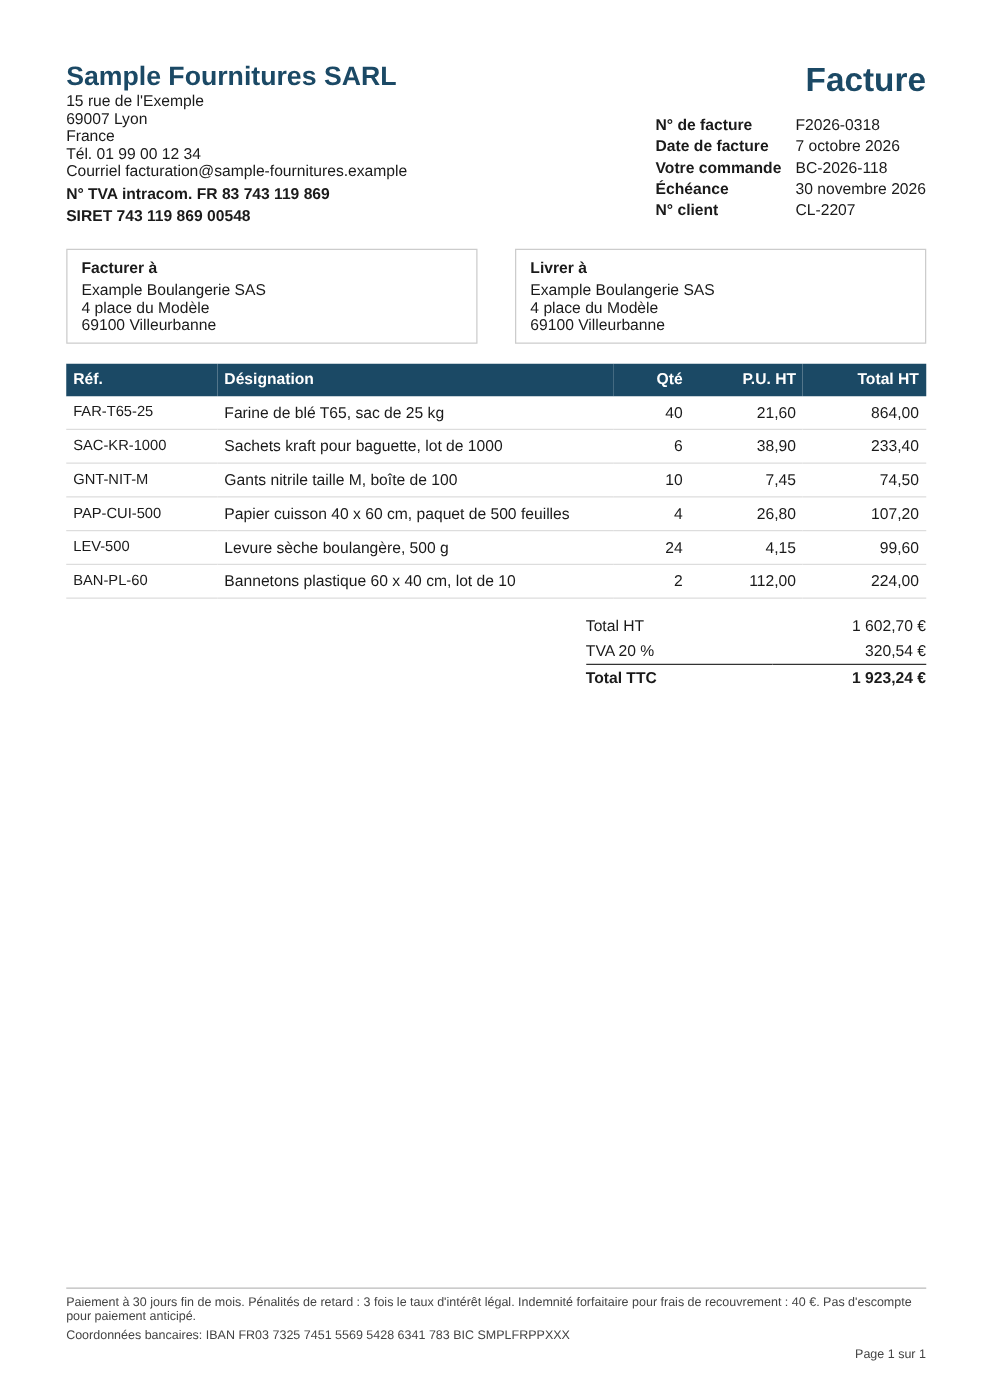 Sample Fournitures SARL
15 rue de l'Exemple
69007 Lyon
France
Tél. 01 99 00 12 34
Courriel facturation@sample-fournitures.example
N° TVA intracom. FR 83 743 119 869
SIRET 743 119 869 00548
Facture
N° de facture F2026-0318
Date de facture 7 octobre 2026
Votre commande BC-2026-118
Échéance 30 novembre 2026
N° client CL-2207
Facturer à
Example Boulangerie SAS
4 place du Modèle
69100 Villeurbanne
Livrer à
Example Boulangerie SAS
4 place du Modèle
69100 Villeurbanne
Réf. Désignation Qté P.U. HT Total HT
FAR-T65-25 Farine de blé T65, sac de 25 kg 40 21,60 864,00
SAC-KR-1000 Sachets kraft pour baguette, lot de 1000 6 38,90 233,40
GNT-NIT-M Gants nitrile taille M, boîte de 100 10 7,45 74,50
PAP-CUI-500 Papier cuisson 40 x 60 cm, paquet de 500 feuilles 4 26,80 107,20
LEV-500 Levure sèche boulangère, 500 g 24 4,15 99,60
BAN-PL-60 Bannetons plastique 60 x 40 cm, lot de 10 2 112,00 224,00
Total HT 1 602,70 €
TVA 20 % 320,54 €
Total TTC 1 923,24 €
Paiement à 30 jours fin de mois. Pénalités de retard : 3 fois le taux d'intérêt légal. Indemnité forfaitaire pour frais de recouvrement : 40 €. Pas d'escompte
pour paiement anticipé.
Coordonnées bancaires: IBAN FR03 7325 7451 5569 5428 6341 783 BIC SMPLFRPPXXX
Page 1 sur 1